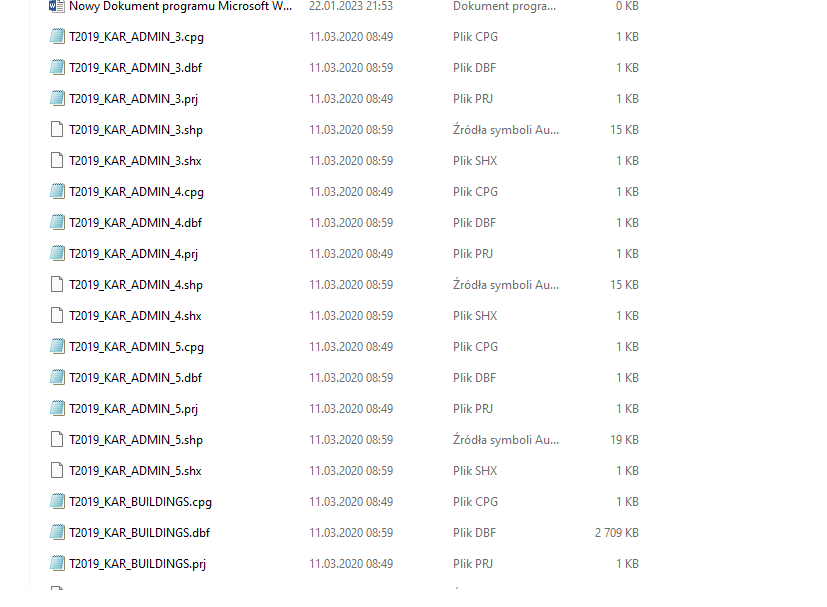 Nowy Dokument programu Microsoft W... 22.01.2023 21:53 Dokument progra... 0 KB
T2019_KAR_ADMIN_3.cpg 11.03.2020 08:49 Plik CPG 1 KB
T2019_KAR_ADMIN_3.dbf 11.03.2020 08:59 Plik DBF 1 KB
T2019_KAR_ADMIN_3.prj 11.03.2020 08:49 Plik PRJ 1 KB
T2019_KAR_ADMIN_3.shp 11.03.2020 08:59 Źródła symboli Au... 15 KB
T2019_KAR_ADMIN_3.shx 11.03.2020 08:59 Plik SHX 1 KB
T2019_KAR_ADMIN_4.cpg 11.03.2020 08:49 Plik CPG 1 KB
T2019_KAR_ADMIN_4.dbf 11.03.2020 08:59 Plik DBF 1 KB
T2019_KAR_ADMIN_4.prj 11.03.2020 08:49 Plik PRJ 1 KB
T2019_KAR_ADMIN_4.shp 11.03.2020 08:59 Źródła symboli Au... 15 KB
T2019_KAR_ADMIN_4.shx 11.03.2020 08:59 Plik SHX 1 KB
T2019_KAR_ADMIN_5.cpg 11.03.2020 08:49 Plik CPG 1 KB
T2019_KAR_ADMIN_5.dbf 11.03.2020 08:59 Plik DBF 1 KB
T2019_KAR_ADMIN_5.prj 11.03.2020 08:49 Plik PRJ 1 KB
T2019_KAR_ADMIN_5.shp 11.03.2020 08:59 Źródła symboli Au... 19 KB
T2019_KAR_ADMIN_5.shx 11.03.2020 08:59 Plik SHX 1 KB
T2019_KAR_BUILDINGS.cpg 11.03.2020 08:49 Plik CPG 1 KB
T2019_KAR_BUILDINGS.dbf 11.03.2020 08:59 Plik DBF 2 709 KB
T2019_KAR_BUILDINGS.prj 11.03.2020 08:49 Plik PRJ 1 KB